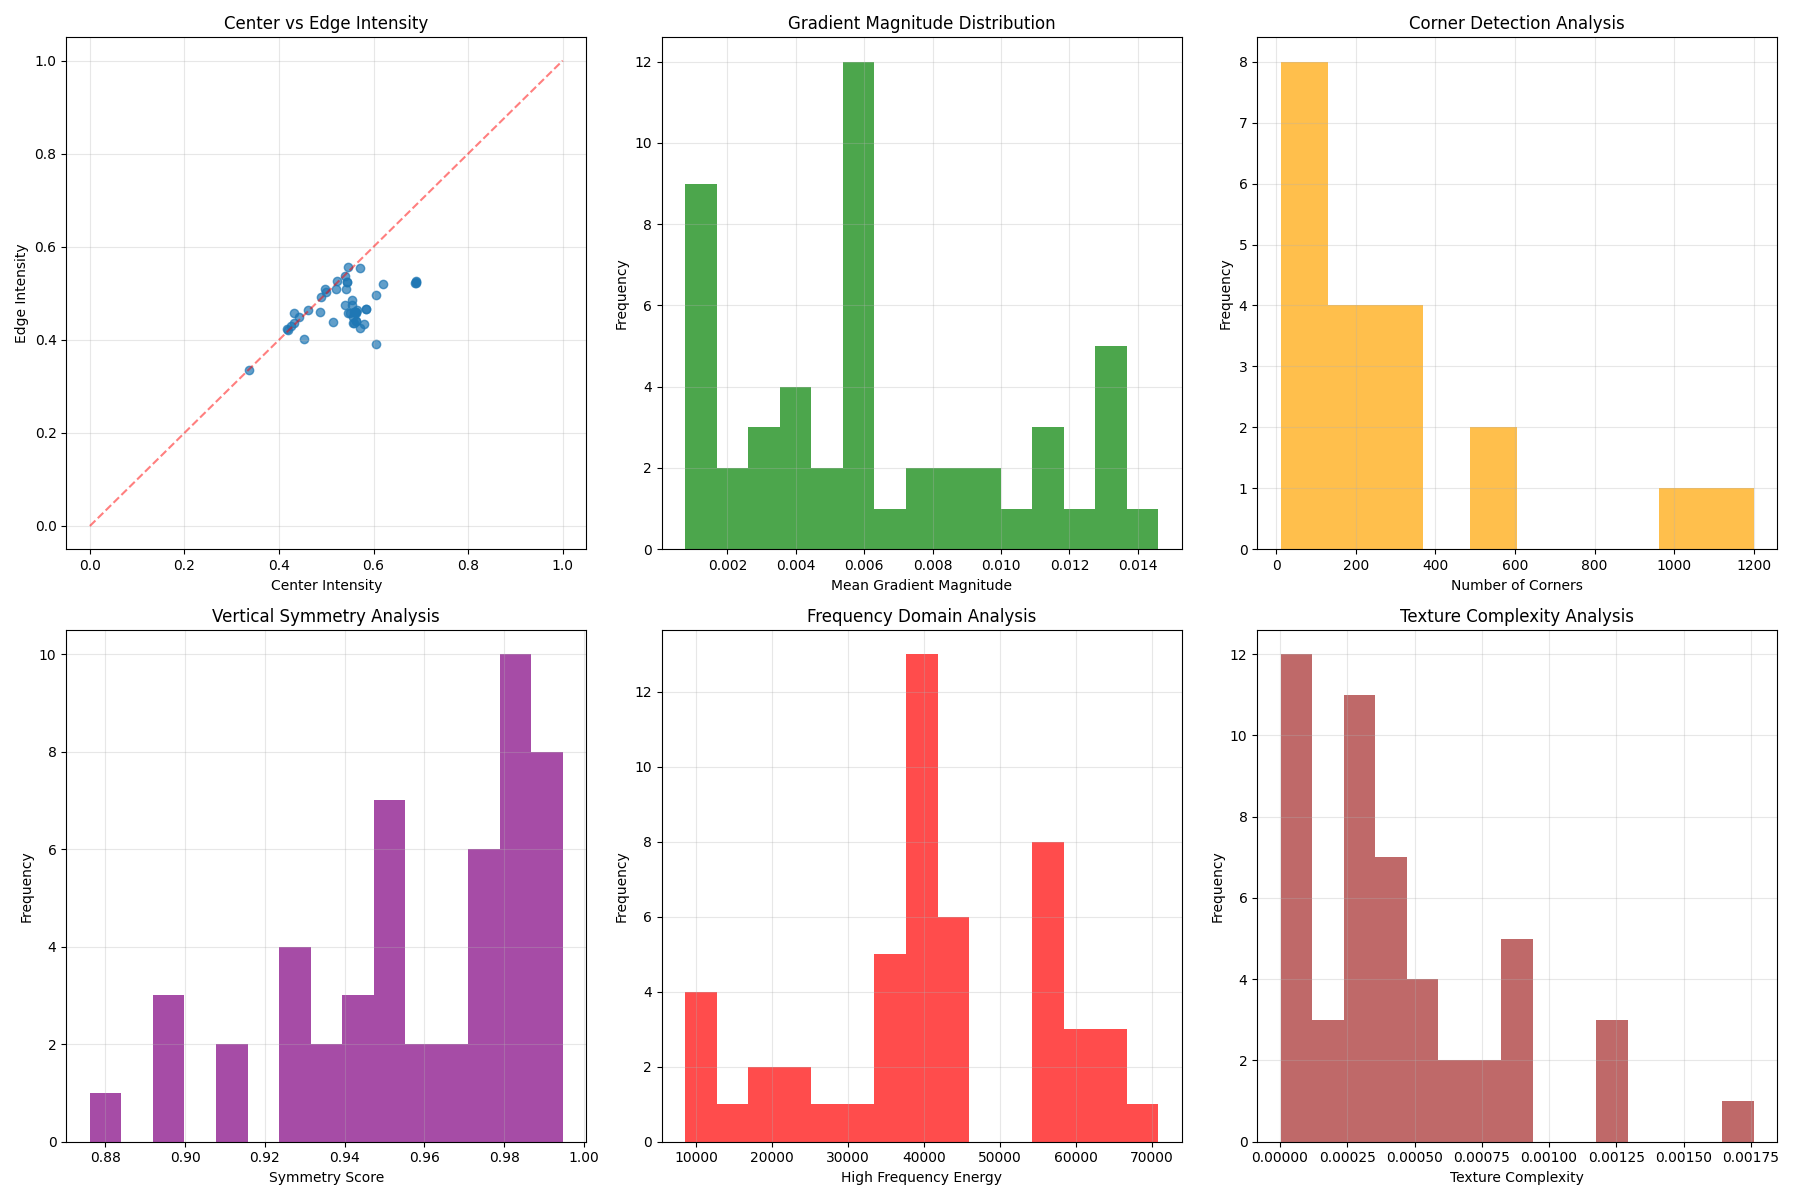 Center vs Edge Intensity
1.0
0.8
0.6
0.4
0.2
0.0
Edge Intensity
0.0 0.2 0.4 0.6 0.8 1.0
Center Intensity
Gradient Magnitude Distribution
12
10
8
6
4
2
0
Frequency
0.002 0.004 0.006 0.008 0.010 0.012 0.014
Mean Gradient Magnitude
Corner Detection Analysis
8
7
6
5
4
3
2
1
0
Frequency
0 200 400 600 800 1000 1200
Number of Corners
Vertical Symmetry Analysis
10
8
6
4
2
0
Frequency
0.88 0.90 0.92 0.94 0.96 0.98 1.00
Symmetry Score
Frequency Domain Analysis
12
10
8
6
4
2
0
Frequency
10000 20000 30000 40000 50000 60000 70000
High Frequency Energy
Texture Complexity Analysis
12
10
8
6
4
2
0
Frequency
0.00000 0.00025 0.00050 0.00075 0.00100 0.00125 0.00150 0.00175
Texture Complexity